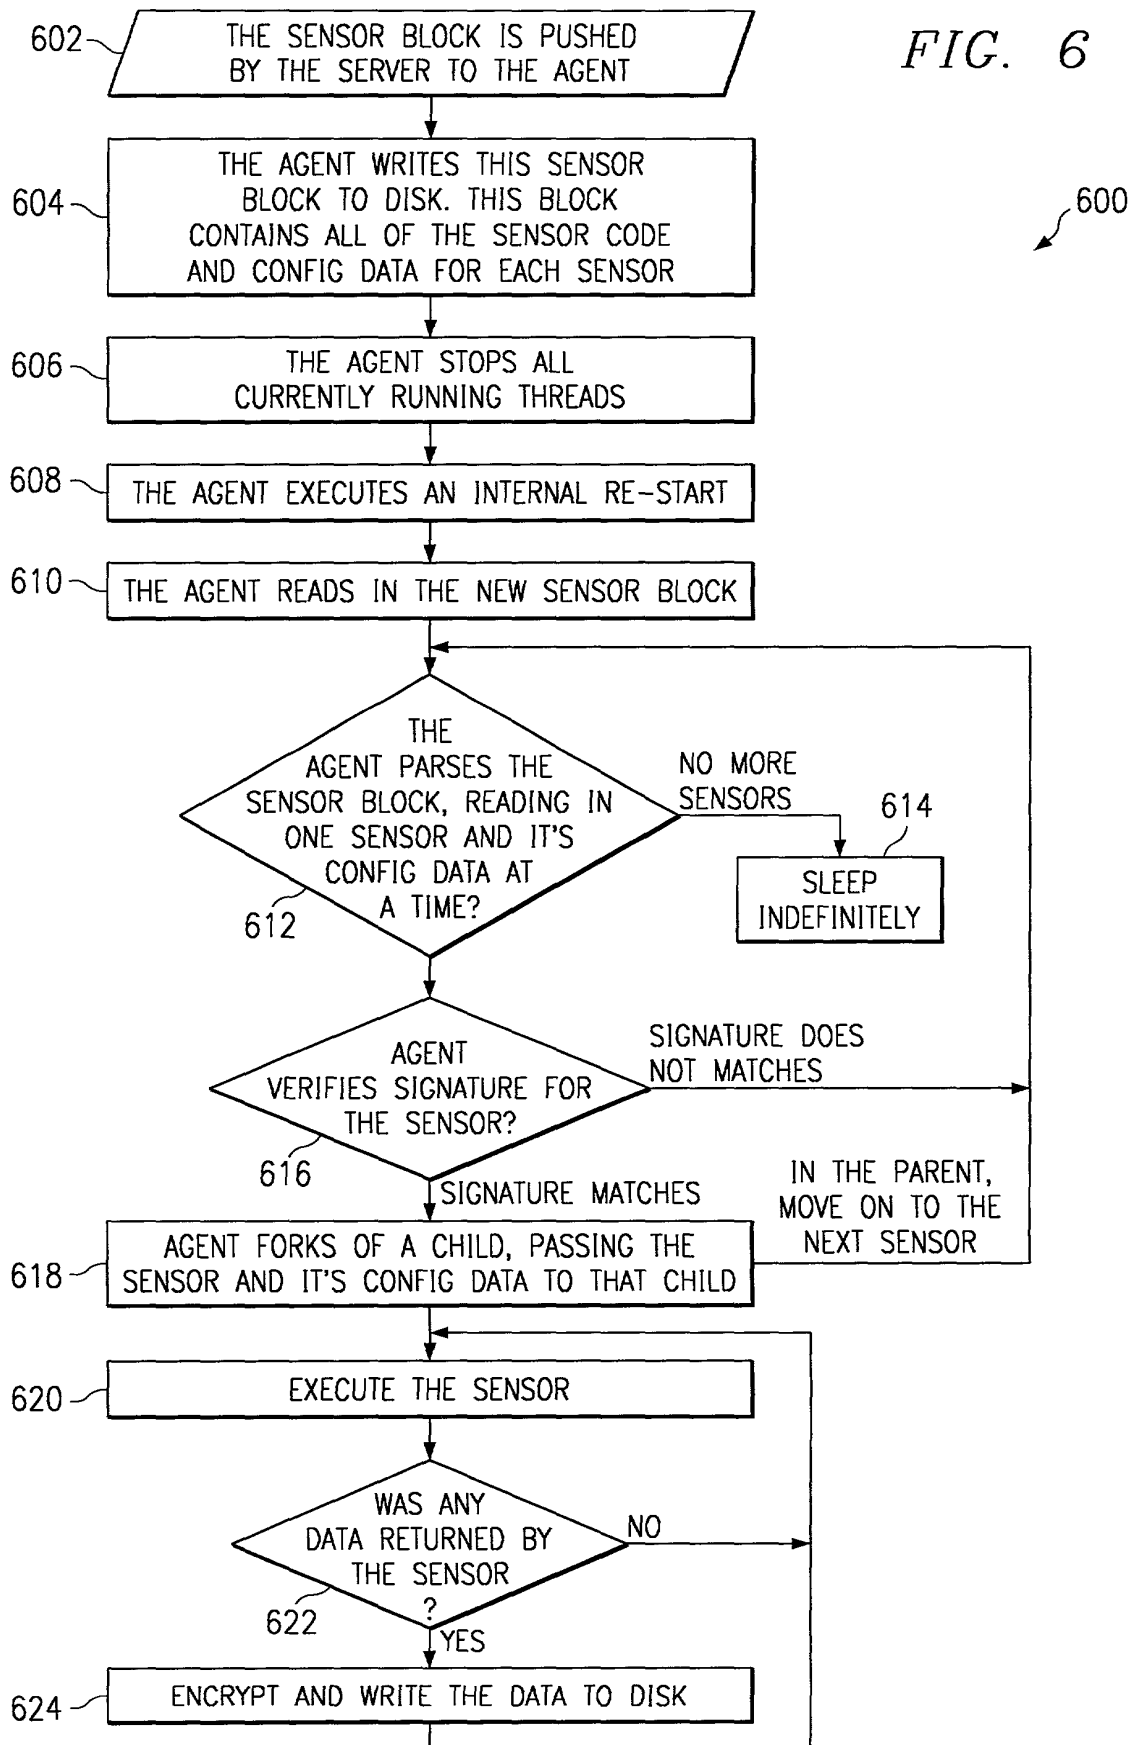 FIG. 6
600
602
THE SENSOR BLOCK IS PUSHED
BY THE SERVER TO THE AGENT
604
THE AGENT WRITES THIS SENSOR
BLOCK TO DISK. THIS BLOCK
CONTAINS ALL OF THE SENSOR CODE
AND CONFIG DATA FOR EACH SENSOR
606
THE AGENT STOPS ALL
CURRENTLY RUNNING THREADS
608
THE AGENT EXECUTES AN INTERNAL RE-START
610
THE AGENT READS IN THE NEW SENSOR BLOCK
THE
AGENT PARSES THE
SENSOR BLOCK, READING IN
ONE SENSOR AND IT'S
CONFIG DATA AT
A TIME?
612
NO MORE
SENSORS
614
SLEEP
INDEFINITELY
AGENT
VERIFIES SIGNATURE FOR
THE SENSOR?
616
SIGNATURE DOES
NOT MATCHES
SIGNATURE MATCHES
618
AGENT FORKS OF A CHILD, PASSING THE
SENSOR AND IT'S CONFIG DATA TO THAT CHILD
IN THE PARENT,
MOVE ON TO THE
NEXT SENSOR
620
EXECUTE THE SENSOR
WAS ANY
DATA RETURNED BY
THE SENSOR
?
622
NO
YES
624
ENCRYPT AND WRITE THE DATA TO DISK